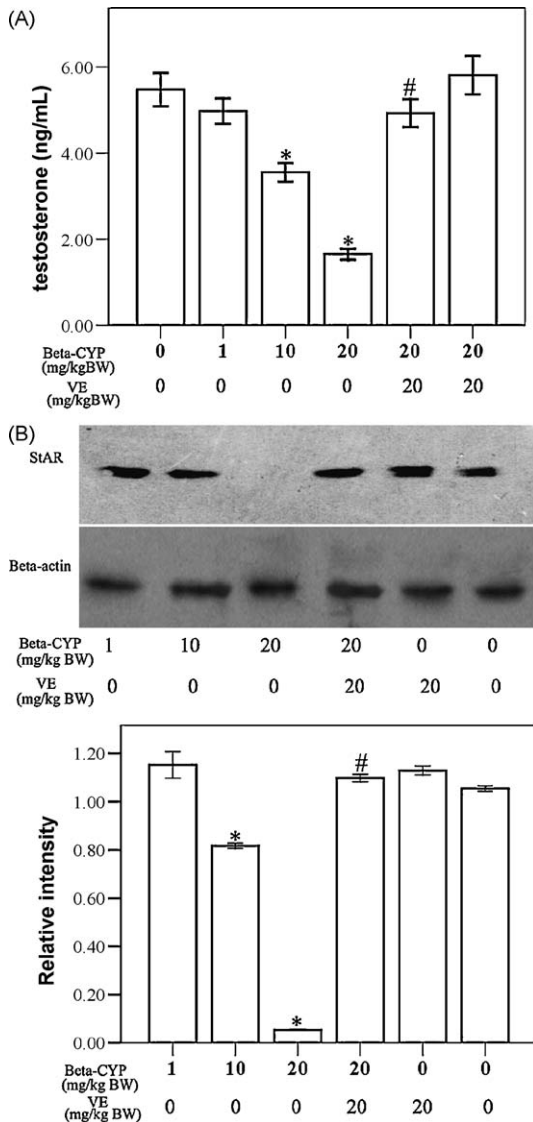 (A)
6.00
4.00
2.00
0.00
testosterone (ng/mL)
*
*
#
Beta-CYP 0 1 10 20 20 20
(mg/kgBW)
VE 0 0 0 0 20 20
(mg/kgBW)
(B)
StAR
Beta-actin
Beta-CYP 1 10 20 20 0 0
(mg/kg BW)
VE 0 0 0 20 20 0
(mg/kg BW)
1.20
1.00
0.80
0.60
0.40
0.20
0.00
Relative intensity
*
*
#
Beta-CYP 1 10 20 20 0 0
(mg/kg BW)
VE 0 0 0 20 20 0
(mg/kg BW)